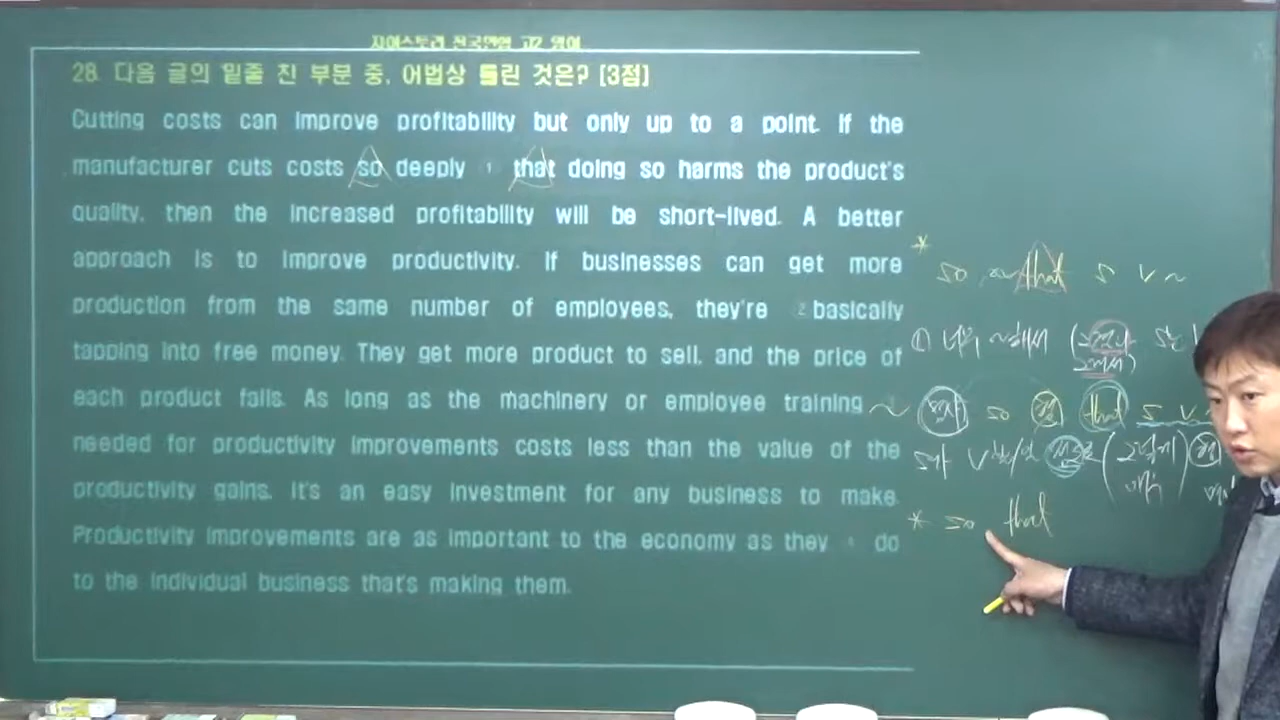 자이스토리 전국연합 고2 영어
28. 다음 글의 밑줄 친 부분 중, 어법상 틀린 것은? [3점]
Cutting costs can improve profitability but only up to a point. If the
manufacturer cuts costs so deeply 1 that doing so harms the product's
quality, then the increased profitability will be short-lived. A better
approach is to improve productivity. If businesses can get more
production from the same number of employees, they're 2 basically
tapping into free money. They get more product to sell, and the price of
each product falls. As long as the machinery or employee training
needed for productivity improvements costs less than the value of the
productivity gains, it's an easy investment for any business to make.
Productivity improvements are as important to the economy as they do
to the individual business that's making them.
* so that s v ~
①
~ so that s v
* so that